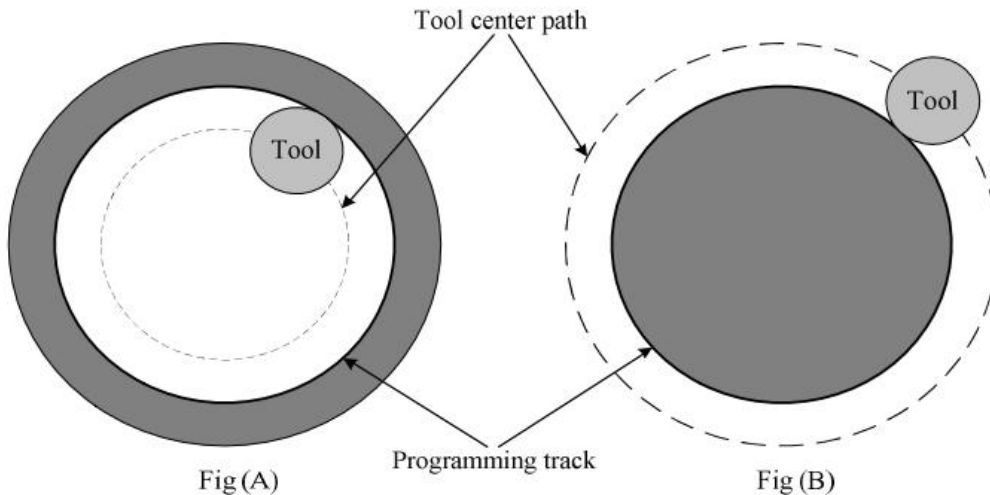 Tool center path
Tool
Tool
Programming track
Fig (A)
Fig (B)